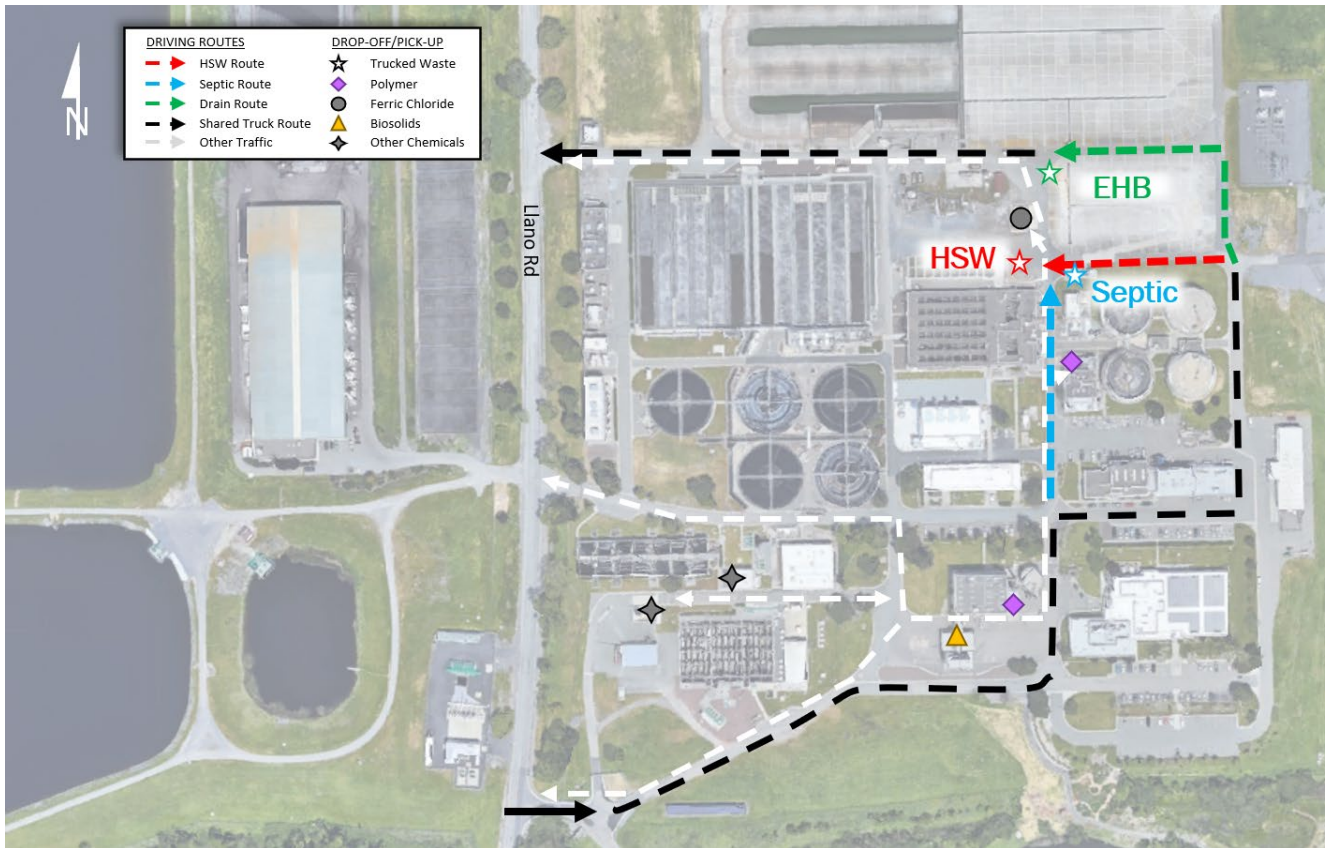 DRIVING ROUTES
HSW Route
Septic Route
Drain Route
Shared Truck Route
Other Traffic
DROP-OFF/PICK-UP
Trucked Waste
Polymer
Ferric Chloride
Biosolids
Other Chemicals
N
Llano Rd
EHB
HSW
Septic